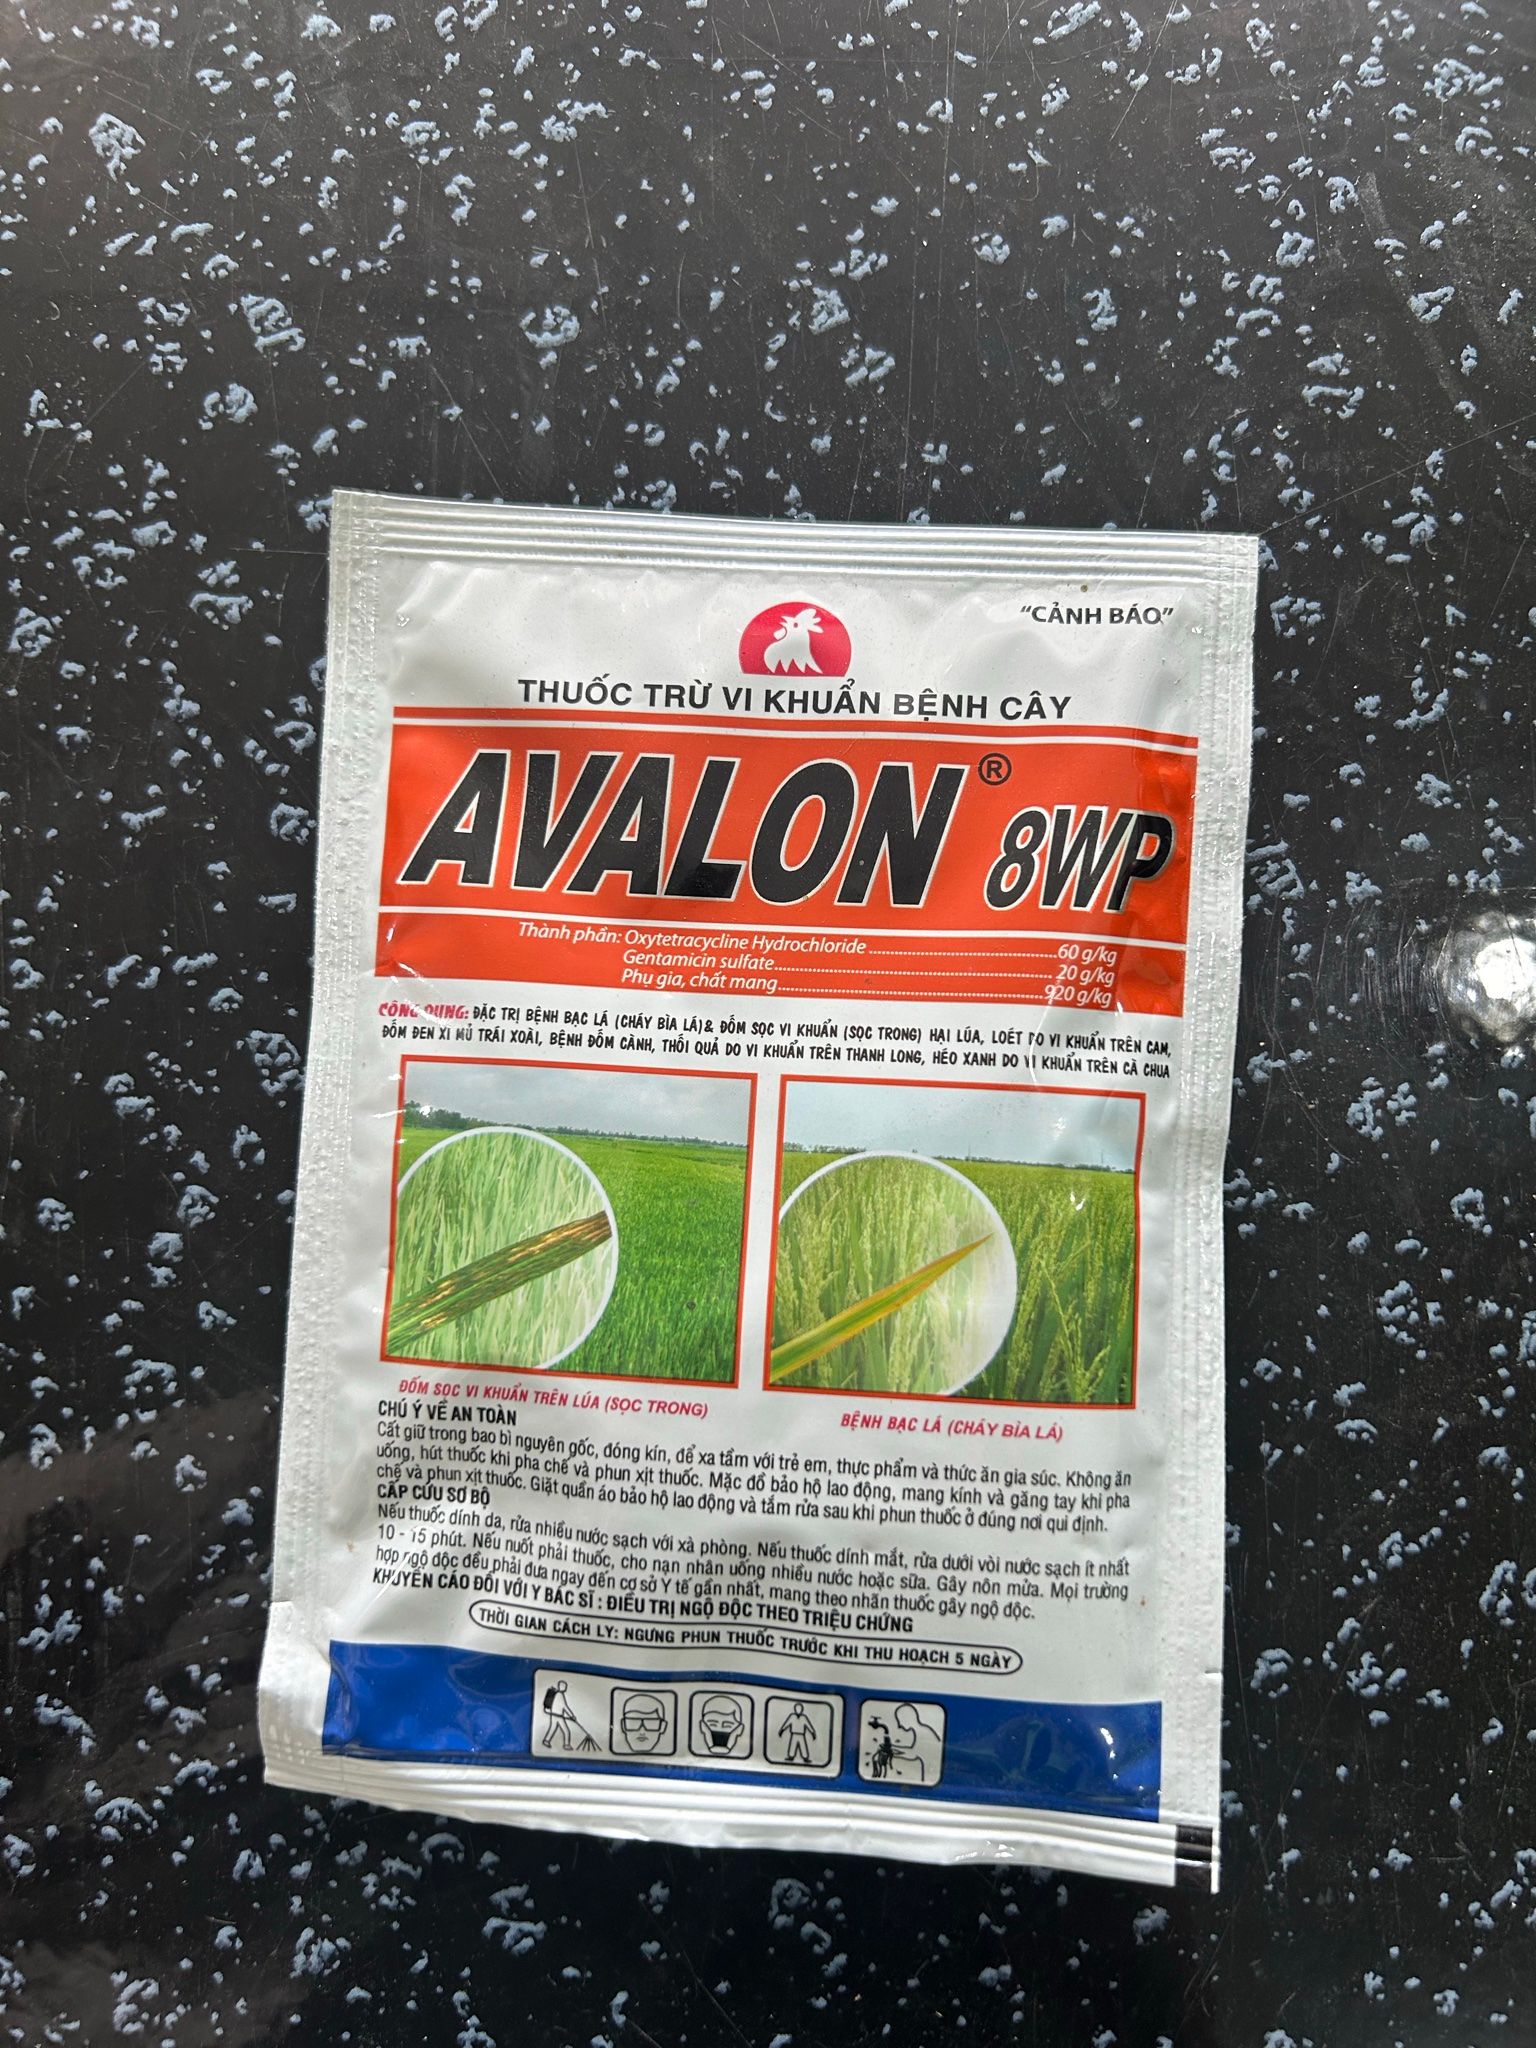 "CẢNH BÁO"
THUỐC TRỪ VI KHUẨN BỆNH CÂY
AVALON® 8WP
Thành phần: Oxytetracycline Hydrochloride ........ 60 g/kg
Gentamicin sulfate........ 20 g/kg
Phụ gia, chất mang........ 920 g/kg
CÔNG DỤNG: ĐẶC TRỊ BỆNH BẠC LÁ (CHÁY BÌA LÁ)& ĐỐM SỌC VI KHUẨN (SỌC TRONG) HẠI LÚA, LOÉT DO VI KHUẨN TRÊN CAM,
ĐỐM ĐEN XÌ MỦ TRÁI XOÀI, BỆNH ĐỐM CÀNH, THỐI QUẢ DO VI KHUẨN TRÊN THANH LONG, HÉO XANH DO VI KHUẨN TRÊN CÀ CHUA
ĐỐM SỌC VI KHUẨN TRÊN LÚA (SỌC TRONG)
BỆNH BẠC LÁ (CHÁY BÌA LÁ)
CHÚ Ý VỀ AN TOÀN
Cất giữ trong bao bì nguyên gốc, đóng kín, để xa tầm với trẻ em, thực phẩm và thức ăn gia súc. Không ăn
uống, hút thuốc khi pha chế và phun xịt thuốc. Mặc đồ bảo hộ lao động, mang kính và găng tay khi pha
chế và phun xịt thuốc. Giặt quần áo bảo hộ lao động và tắm rửa sau khi phun thuốc ở đúng nơi qui định.
CẤP CỨU SƠ BỘ
Nếu thuốc dính da, rửa nhiều nước sạch với xà phòng. Nếu thuốc dính mắt, rửa dưới vòi nước sạch ít nhất
10 - 15 phút. Nếu nuốt phải thuốc, cho nạn nhân uống nhiều nước hoặc sữa. Gây nôn mửa. Mọi trường
hợp ngộ độc đều phải đưa ngay đến cơ sở Y tế gần nhất, mang theo nhãn thuốc gây ngộ độc.
KHUYẾN CÁO ĐỐI VỚI Y BÁC SĨ : ĐIỀU TRỊ NGỘ ĐỘC THEO TRIỆU CHỨNG
THỜI GIAN CÁCH LY: NGƯNG PHUN THUỐC TRƯỚC KHI THU HOẠCH 5 NGÀY